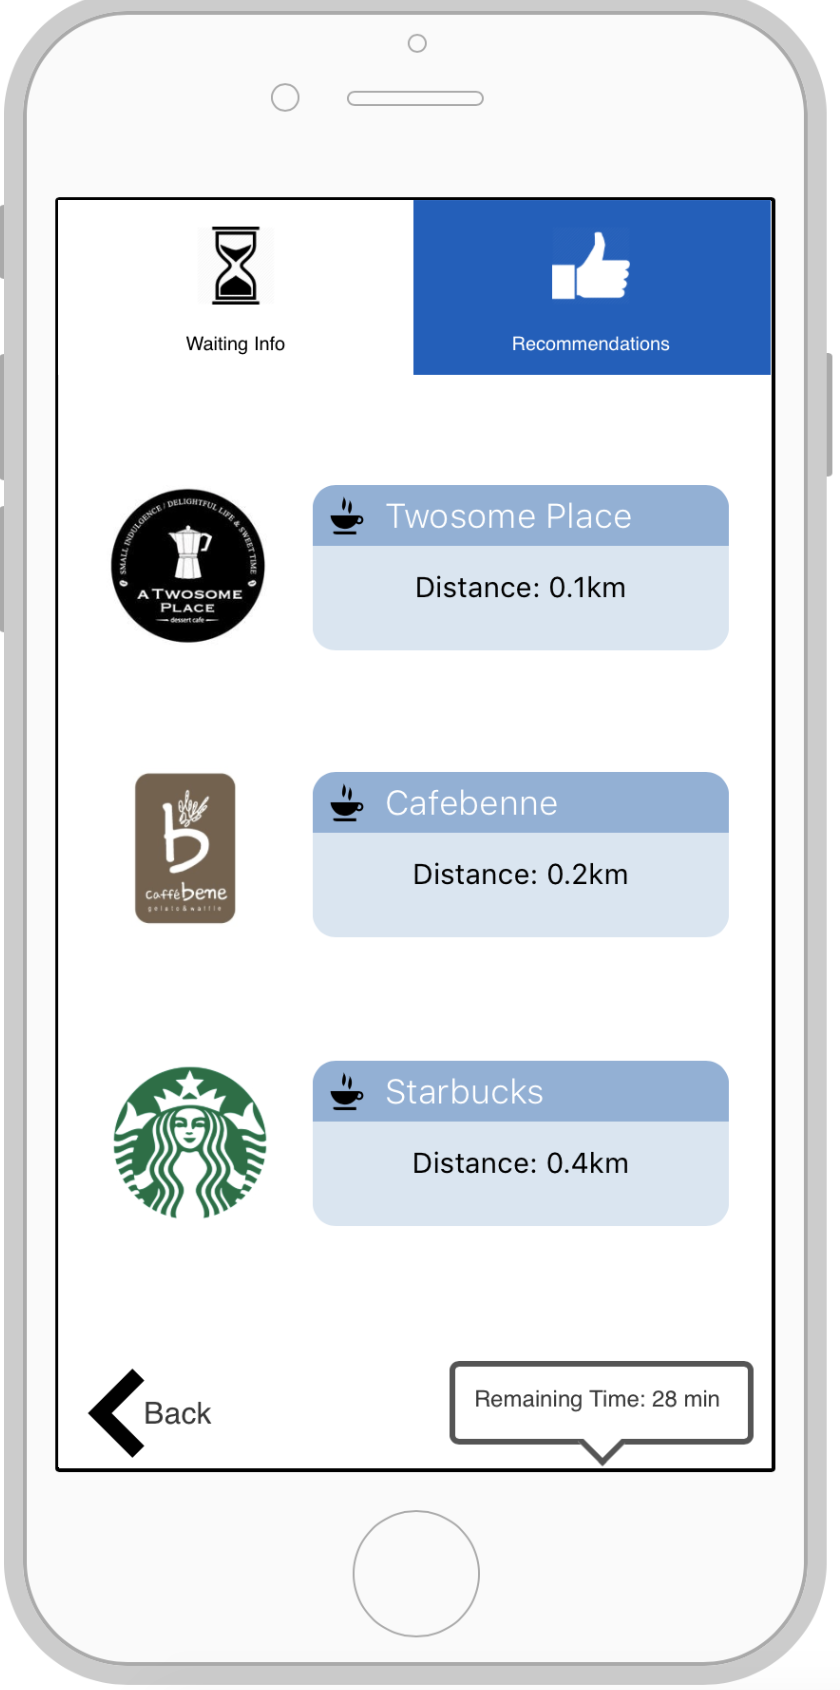 Waiting Info
Recommendations
SMALL INDULGENCE / DELIGHTFUL LIFE & SWEET TIME
A TWOSOME
PLACE
dessert cafe
Twosome Place
Distance: 0.1km
caffé bene
gelato & waffle
Cafebenne
Distance: 0.2km
Starbucks
Distance: 0.4km
Back
Remaining Time: 28 min